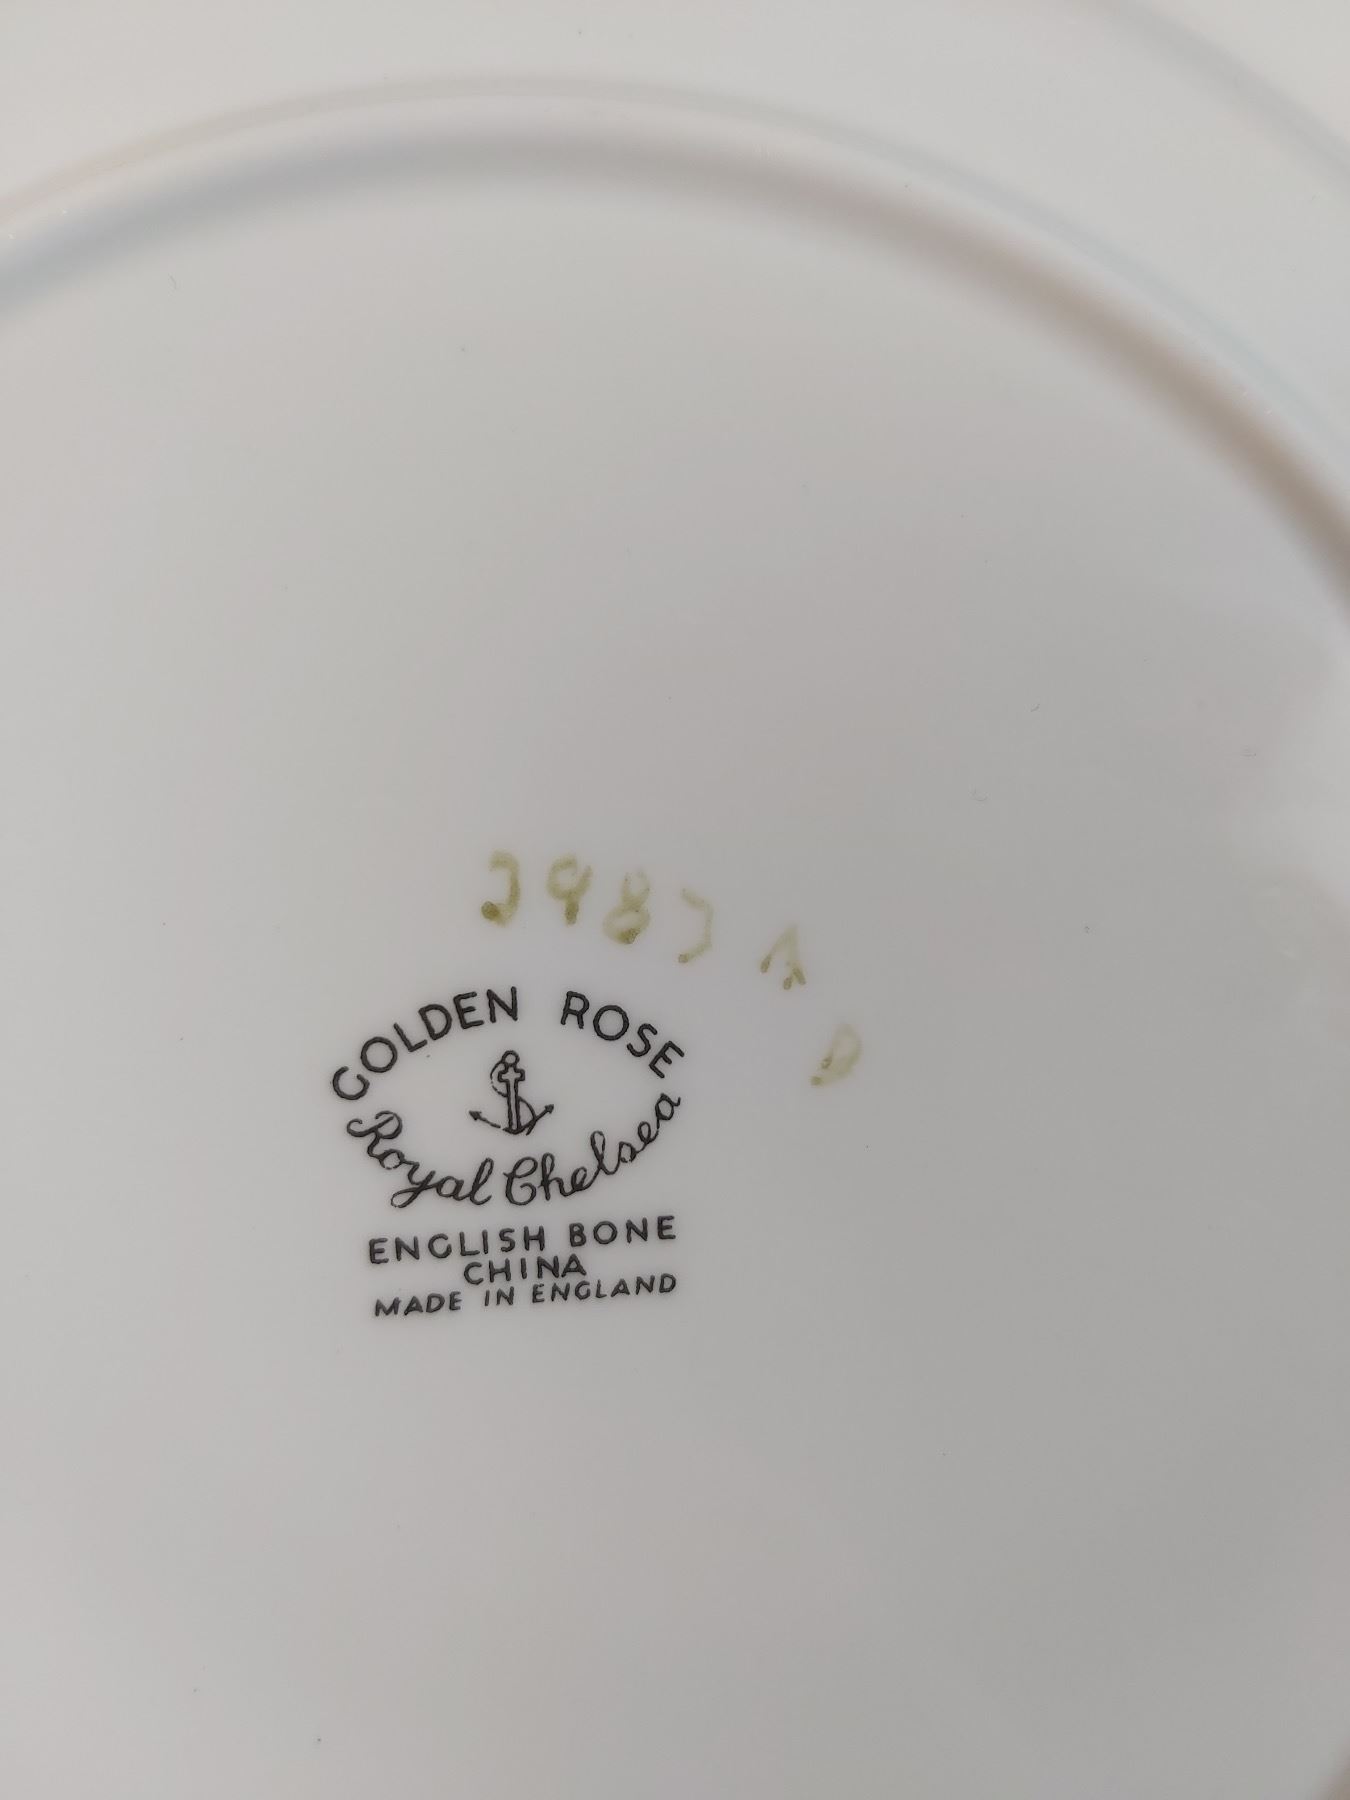 GOLDEN ROSE
Royal Chelsea
ENGLISH BONE
CHINA
MADE IN ENGLAND